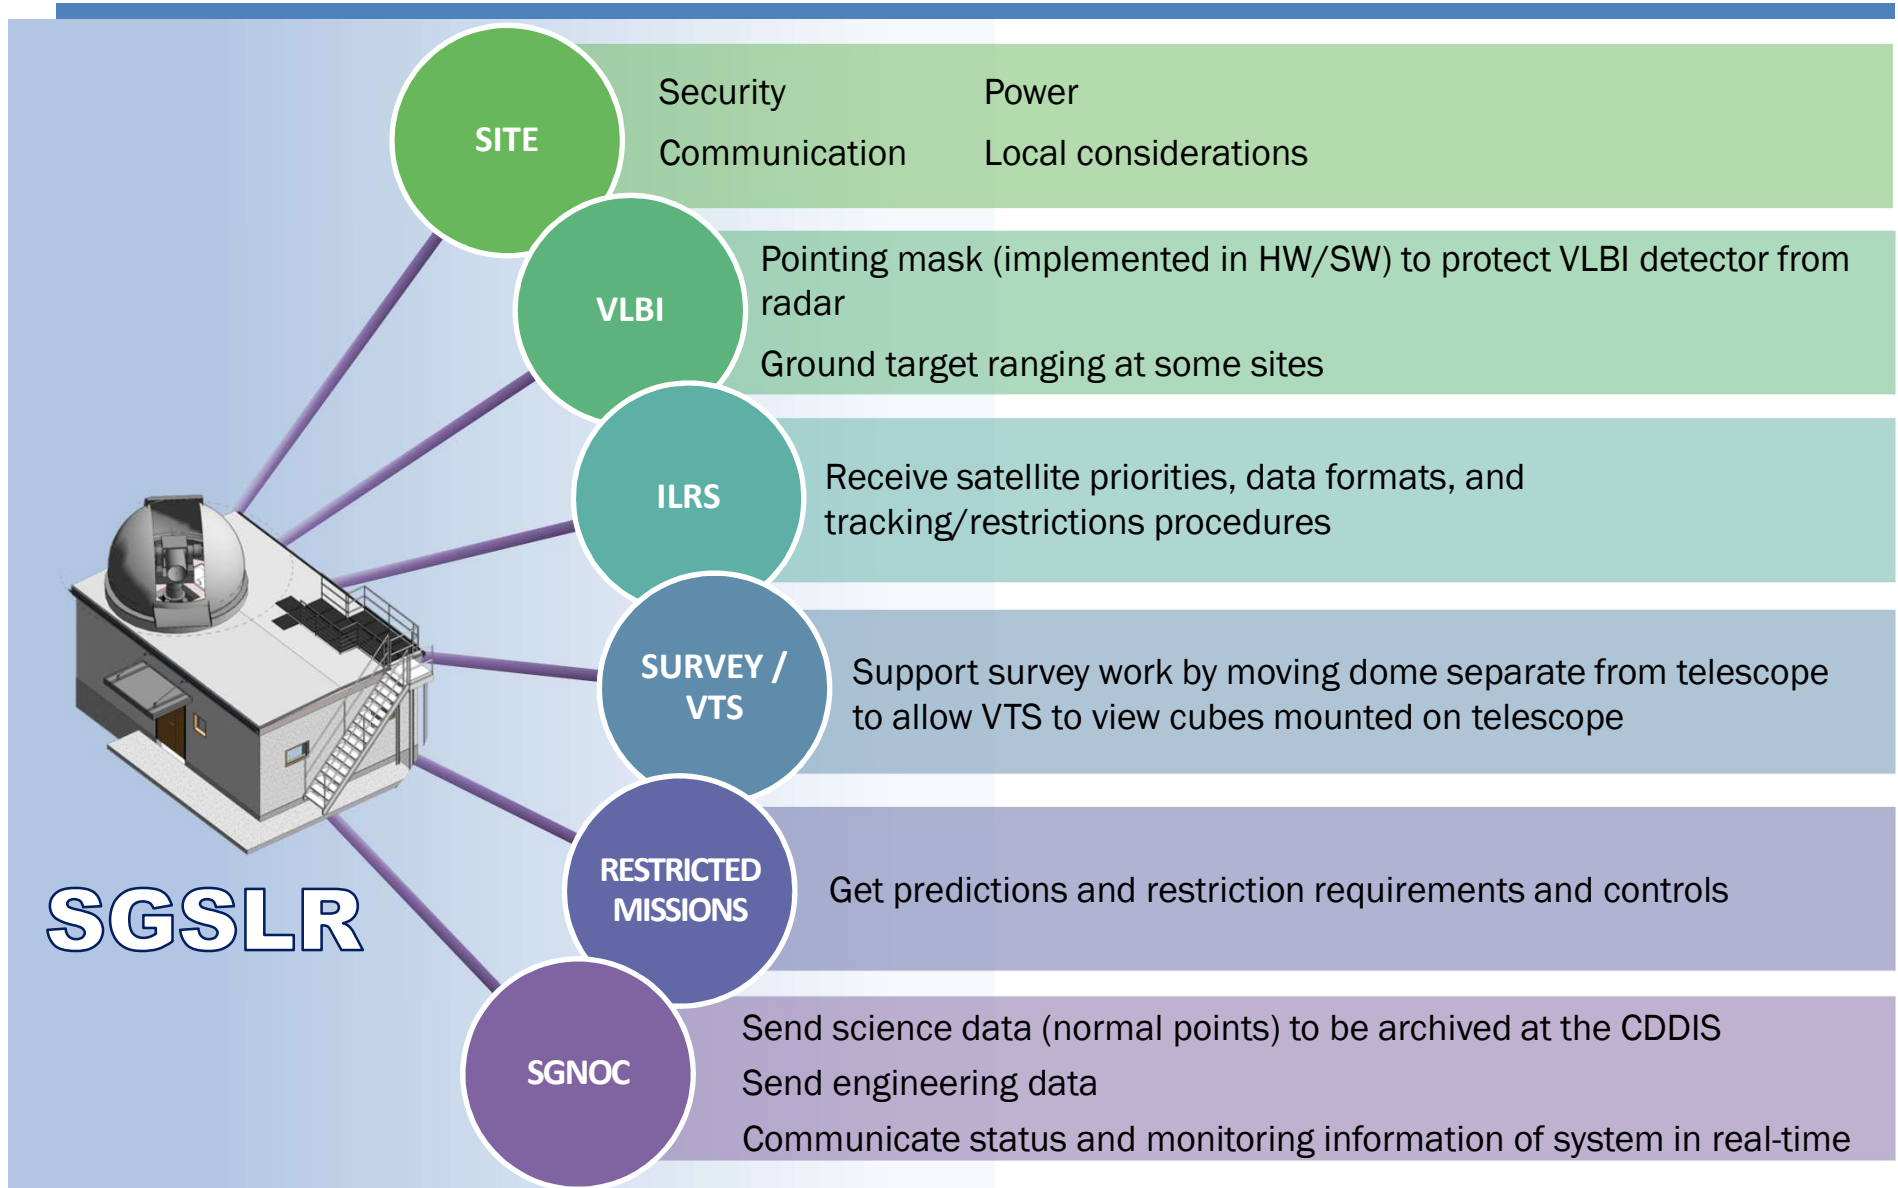 SITE
Security Power
Communication Local considerations
VLBI
Pointing mask (implemented in HW/SW) to protect VLBI detector from
radar
Ground target ranging at some sites
ILRS
Receive satellite priorities, data formats, and
tracking/restrictions procedures
SURVEY /
VTS
Support survey work by moving dome separate from telescope
to allow VTS to view cubes mounted on telescope
RESTRICTED
MISSIONS
Get predictions and restriction requirements and controls
SGSLR
SGNOC
Send science data (normal points) to be archived at the CDDIS
Send engineering data
Communicate status and monitoring information of system in real-time